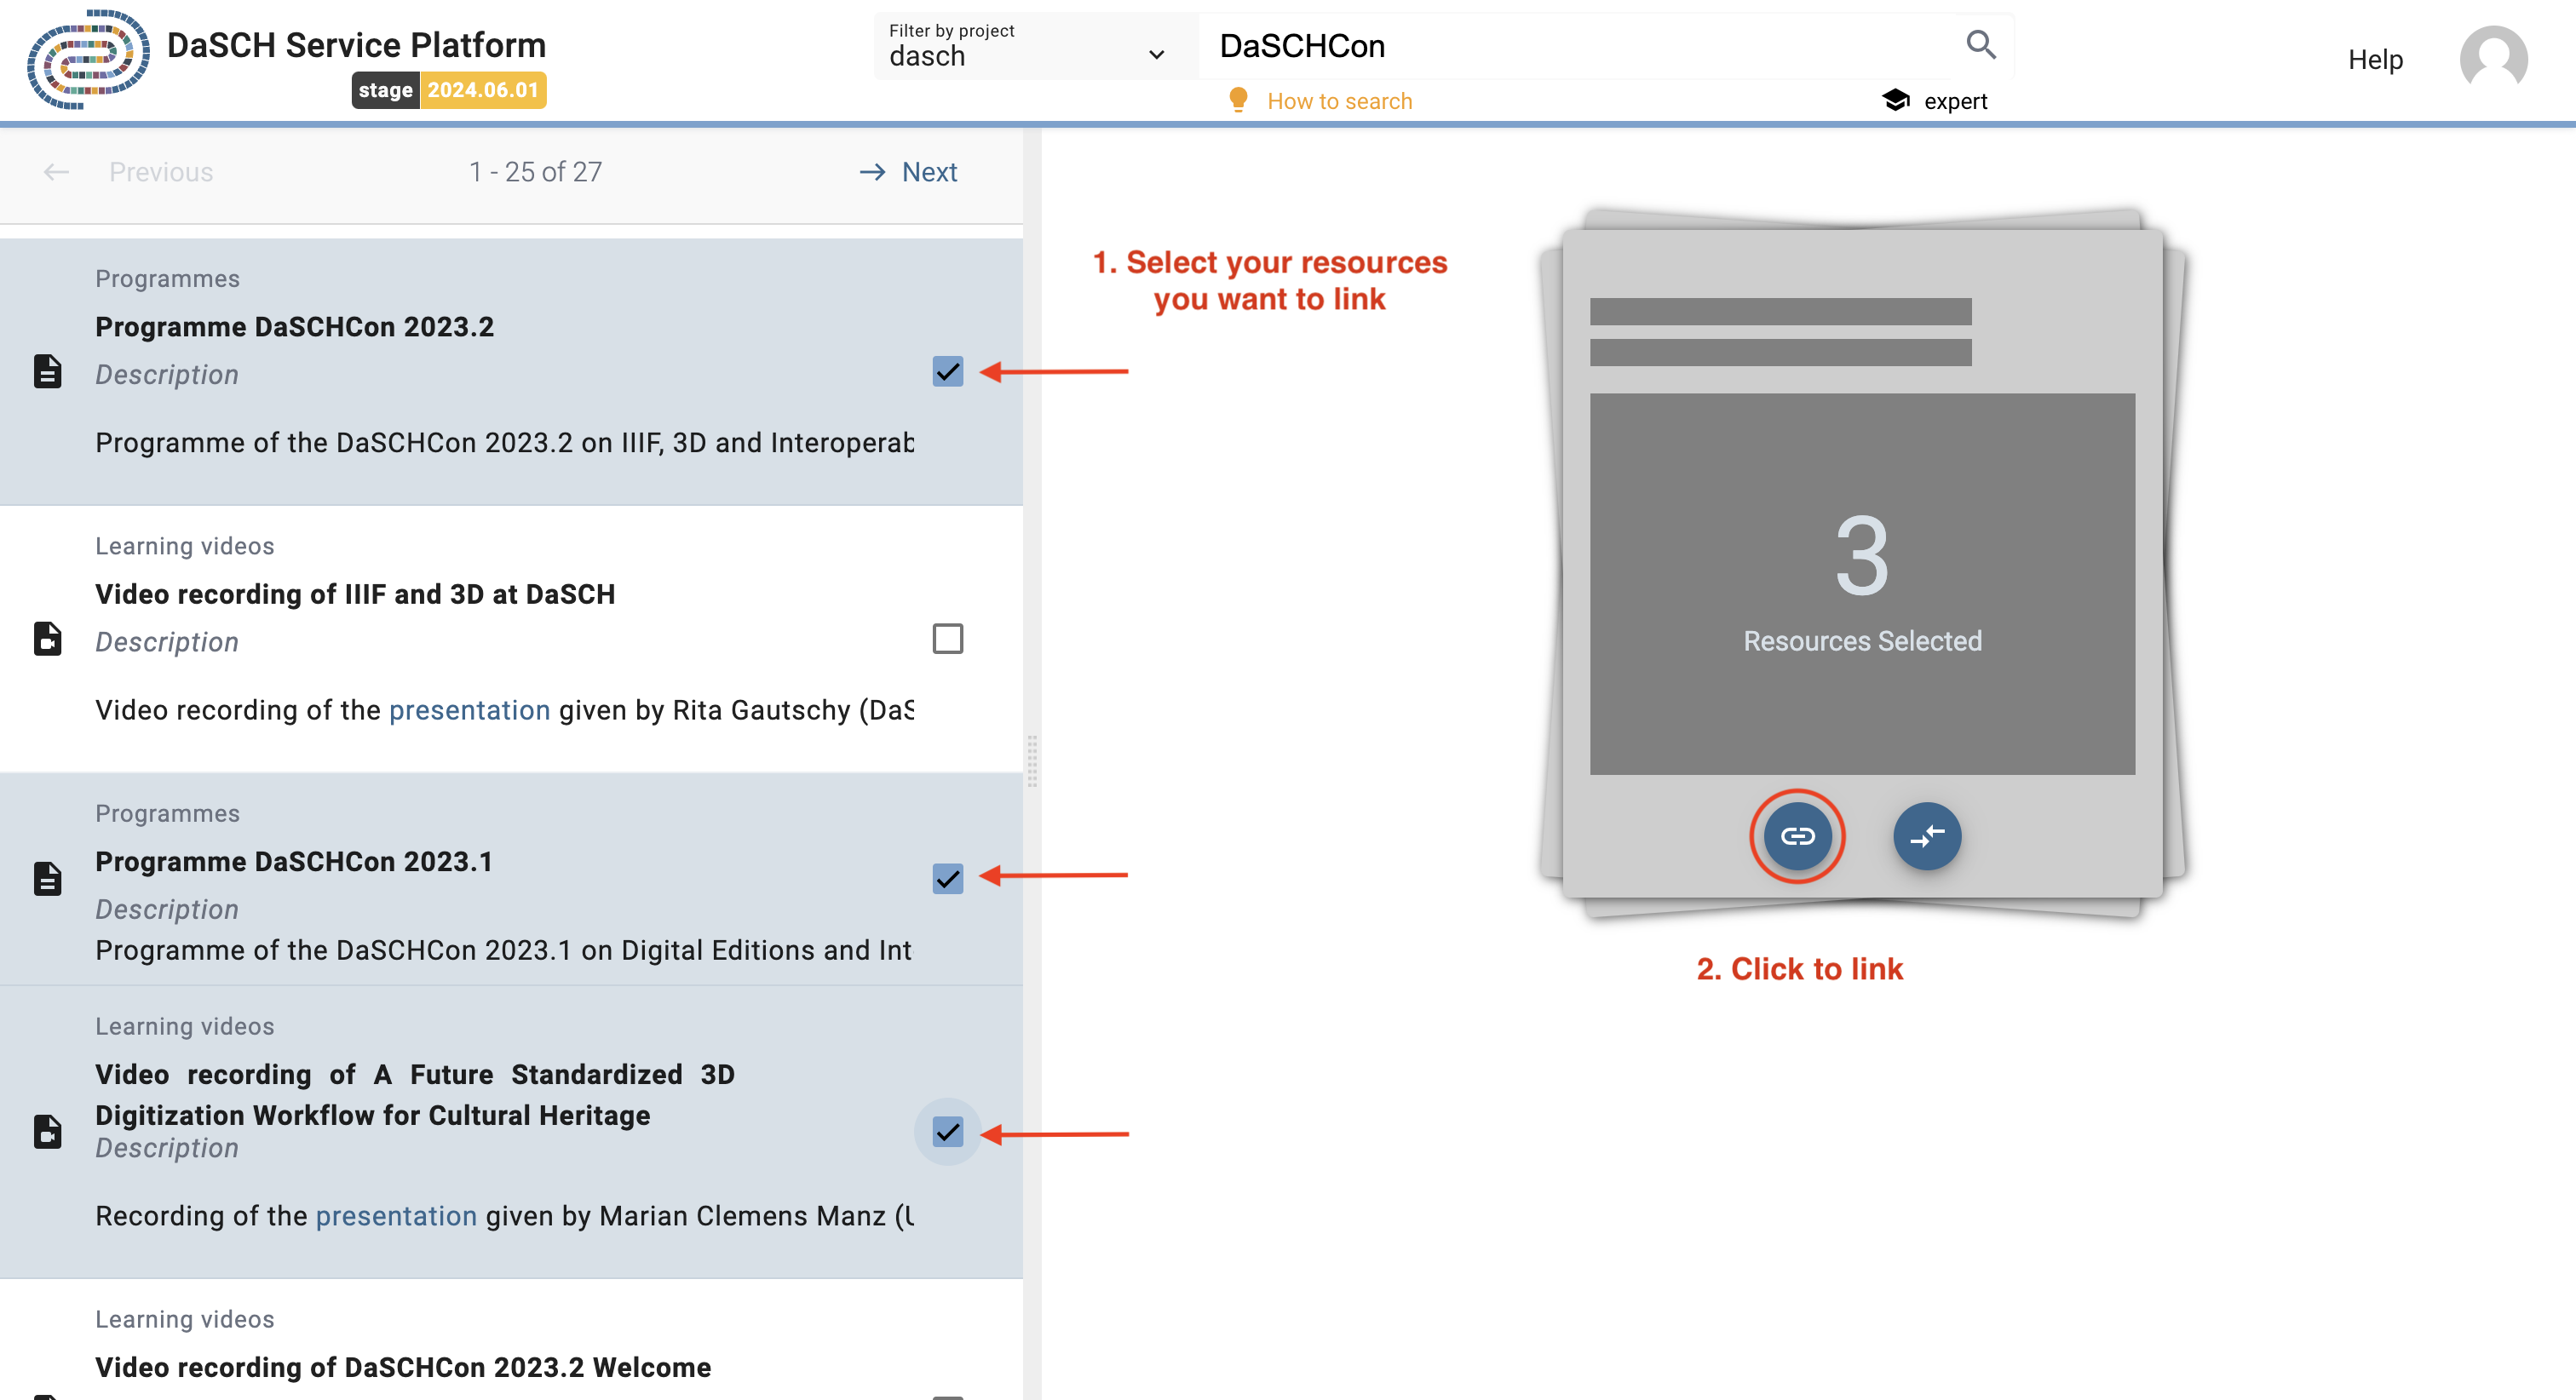 DaSCH Service Platform
stage 2024.06.01
Filter by project
dasch
DaSCHCon
How to search
expert
Help
Previous
1 - 25 of 27
Next
Programmes
Programme DaSCHCon 2023.2
Description
Programme of the DaSCHCon 2023.2 on IIIF, 3D and Interoperab
Learning videos
Video recording of IIIF and 3D at DaSCH
Description
Video recording of the presentation given by Rita Gautschy (DaS
Programmes
Programme DaSCHCon 2023.1
Description
Programme of the DaSCHCon 2023.1 on Digital Editions and Int
Learning videos
Video recording of A Future Standardized 3D
Digitization Workflow for Cultural Heritage
Description
Recording of the presentation given by Marian Clemens Manz (U
Learning videos
Video recording of DaSCHCon 2023.2 Welcome
1. Select your resources
you want to link
3
Resources Selected
2. Click to link